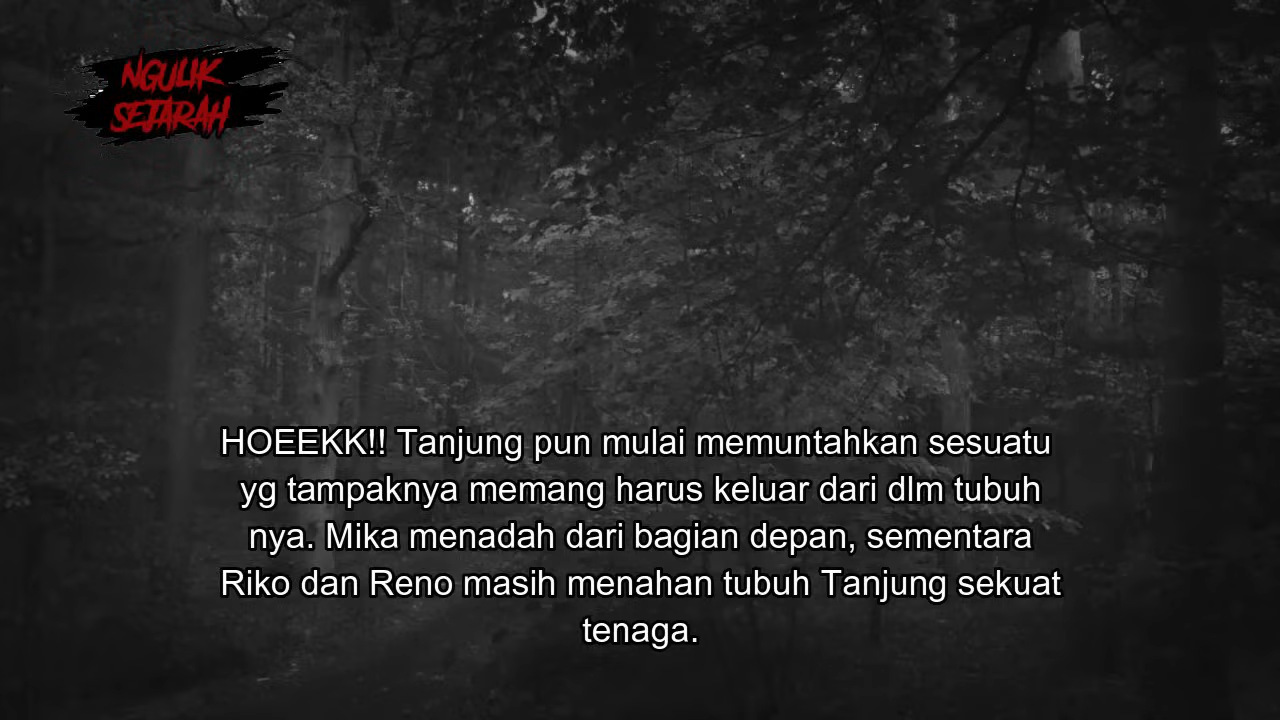 NGULIK
SEJARAH
HOEEKK!! Tanjung pun mulai memuntahkan sesuatu
yg tampaknya memang harus keluar dari dlm tubuh
nya. Mika menadah dari bagian depan, sementara
Riko dan Reno masih menahan tubuh Tanjung sekuat
tenaga.